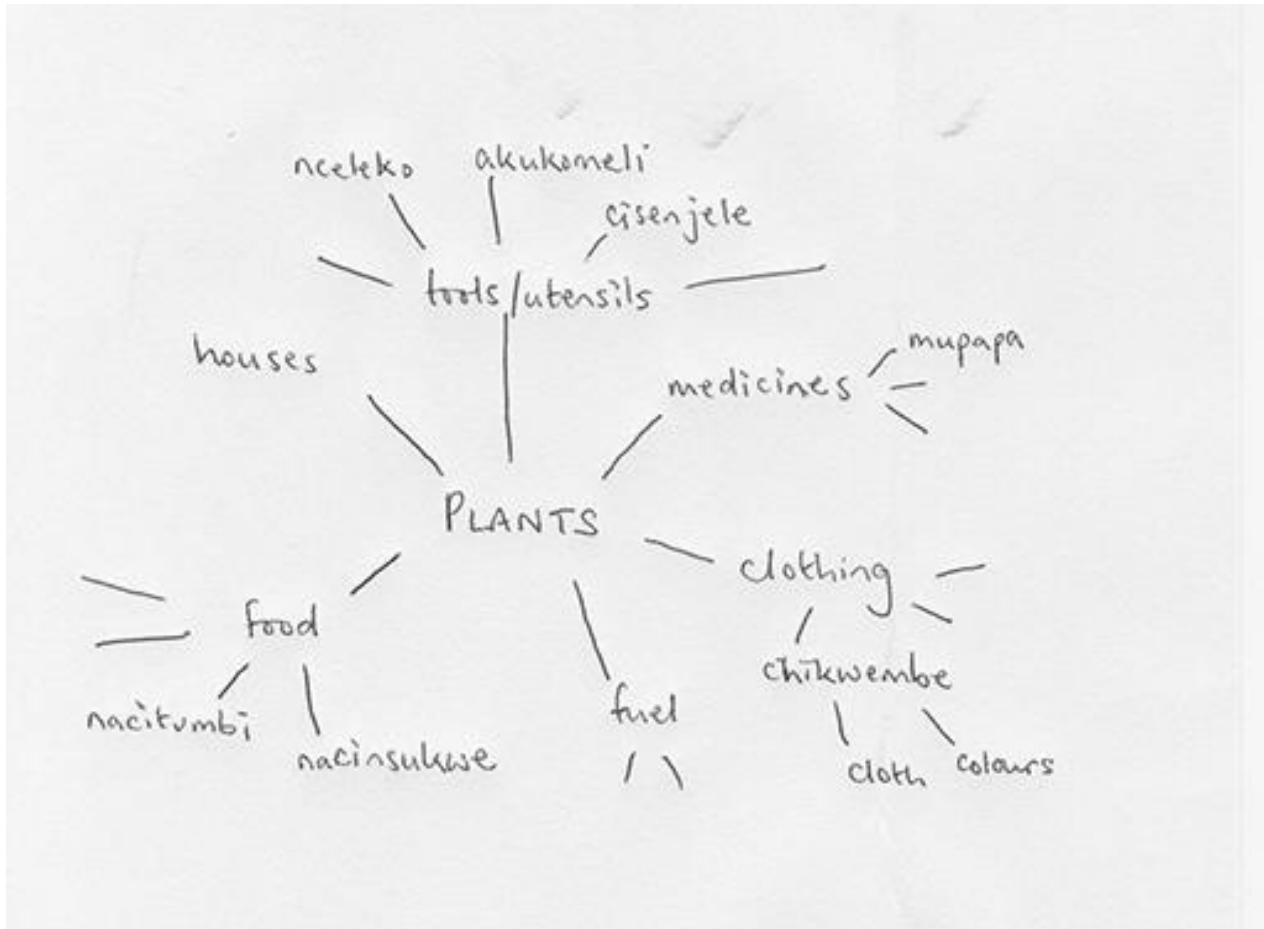 nceleko
akukomeli
cisenjele
tools/utensils
houses
mupapa
medicines
PLANTS
clothing
food
chikwembe
nacitumbi
fuel
nacinsukwe
cloth
colours